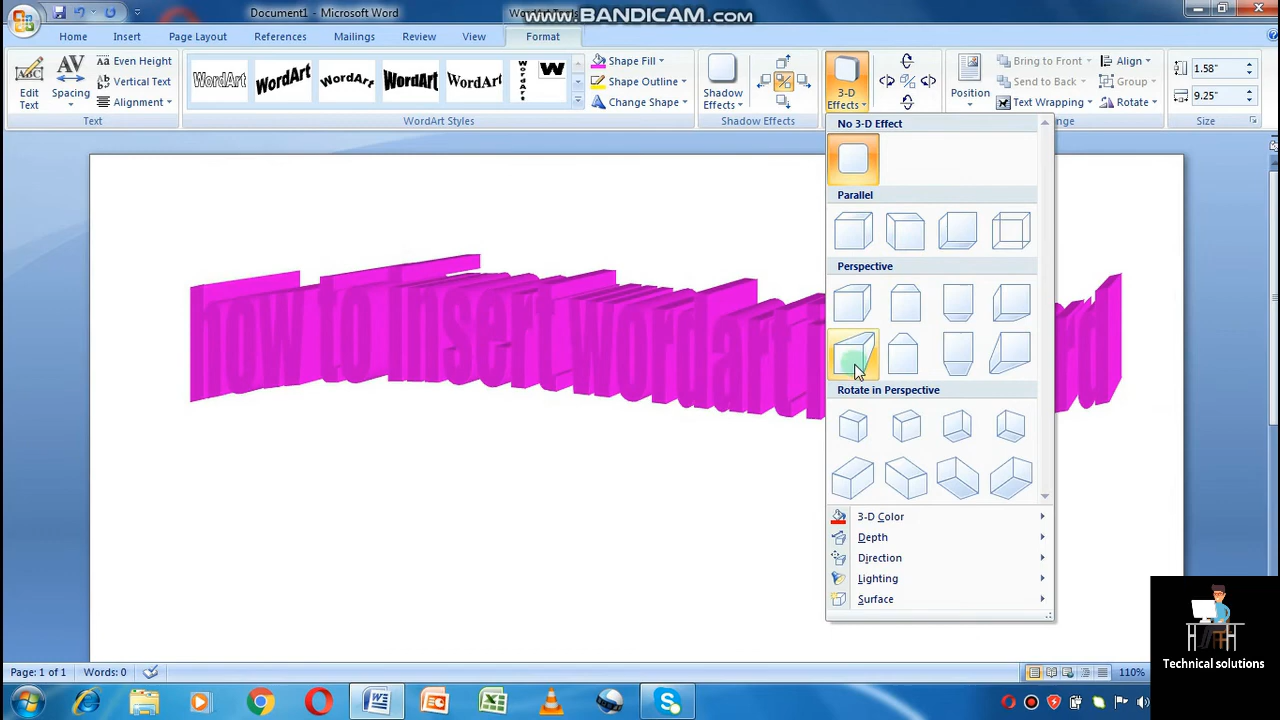 Document1 - Microsoft Word
www.BANDICAM.com
Home Insert Page Layout References Mailings Review View Format
Edit Text
Spacing
Even Height
Vertical Text
Alignment
Text
WordArt WordArt WordArt WordArt WordArt
W
WordArt Styles
Shape Fill
Shape Outline
Change Shape
Shadow Effects
Shadow Effects
3-D Effects
Position
Bring to Front
Send to Back
Text Wrapping
Align
Group
Rotate
1.58"
9.25"
Size
No 3-D Effect
Parallel
Perspective
Rotate in Perspective
3-D Color
Depth
Direction
Lighting
Surface
how to insert wordart
Technical solutions
Page: 1 of 1 Words: 0
110%